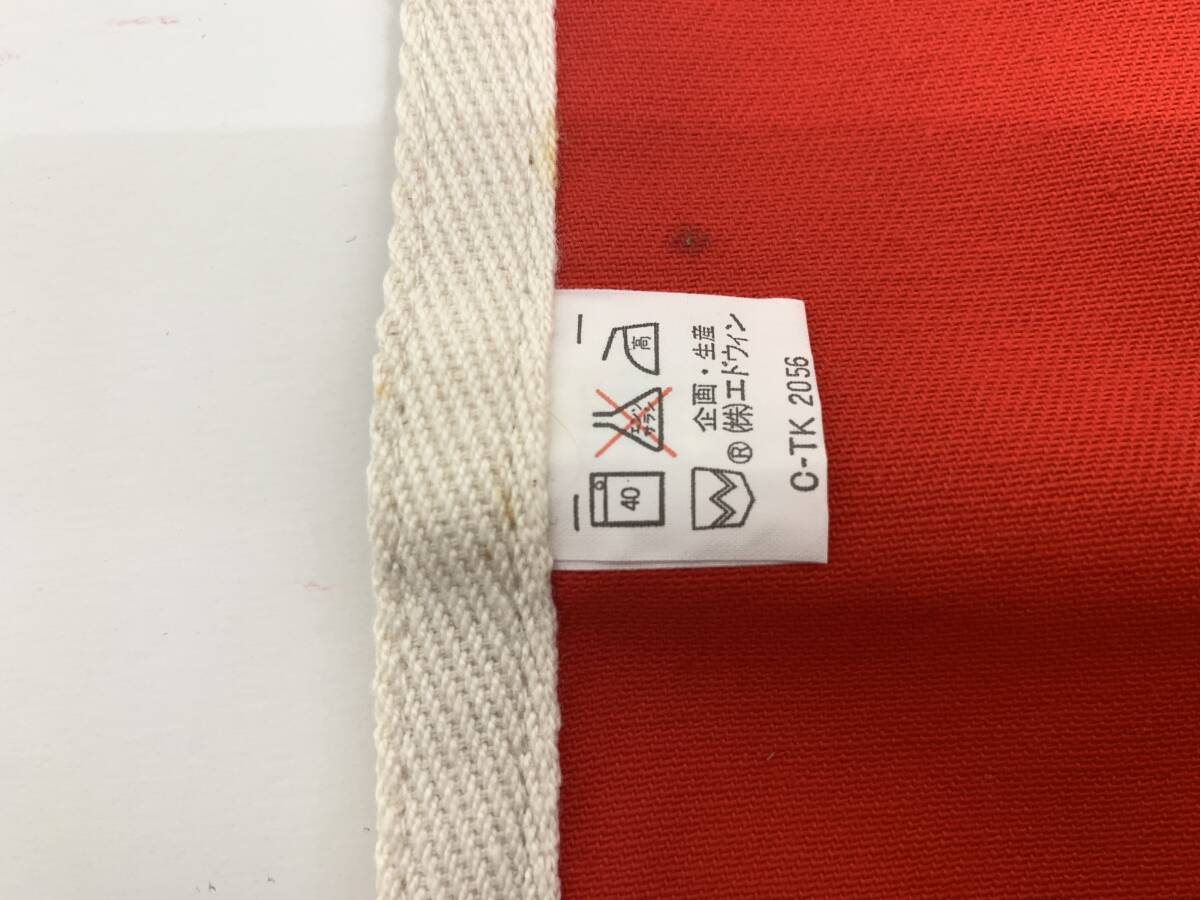 40
エンソ
サラシ
高
企画・生産
® (株)エドウィン
C-TK 2056